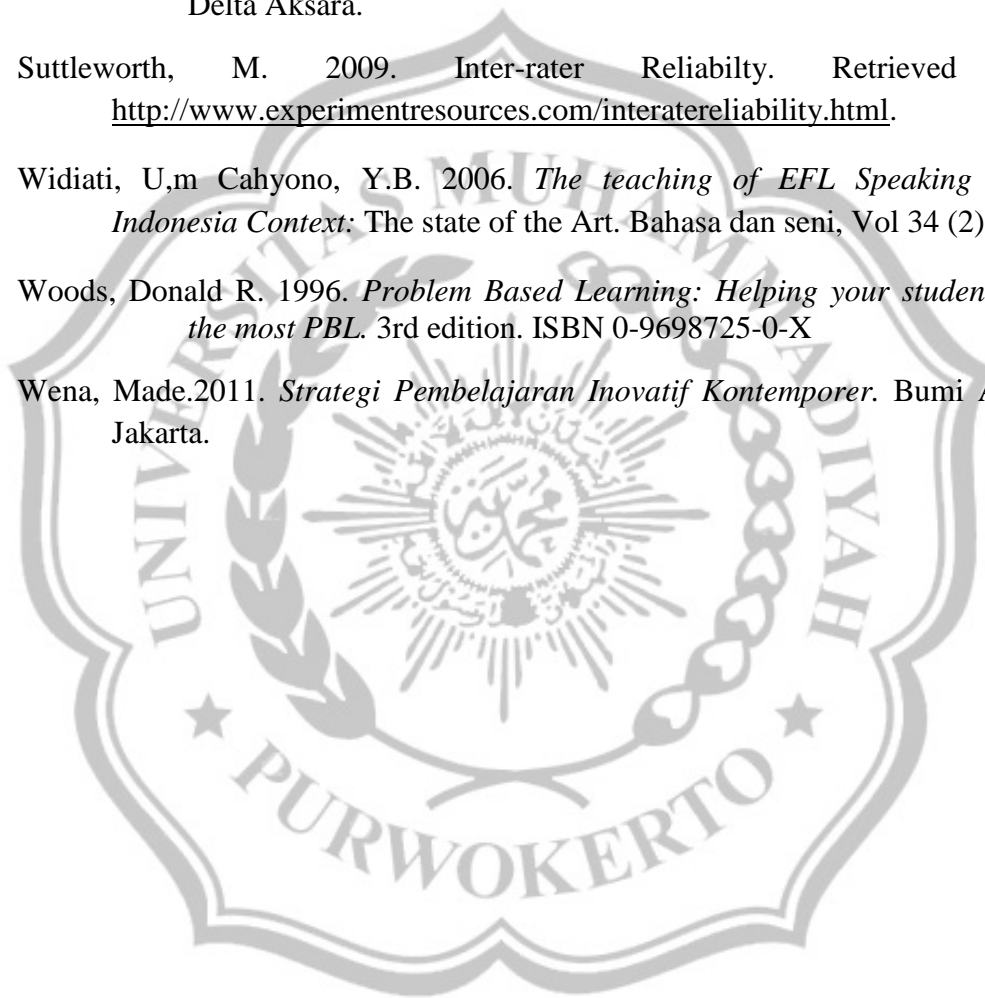 Delta Aksara.
Suttleworth, M. 2009. Inter-rater Reliabilty. Retrieved
http://www.experimentresources.com/interatereliability.html.
Widiati, U,m Cahyono, Y.B. 2006. The teaching of EFL Speaking
Indonesia Context: The state of the Art. Bahasa dan seni, Vol 34 (2)
Woods, Donald R. 1996. Problem Based Learning: Helping your studen
the most PBL. 3rd edition. ISBN 0-9698725-0-X
Wena, Made.2011. Strategi Pembelajaran Inovatif Kontemporer. Bumi A
Jakarta.
UNIVERSITAS MUHAMMADIYAH
PURWOKERTO